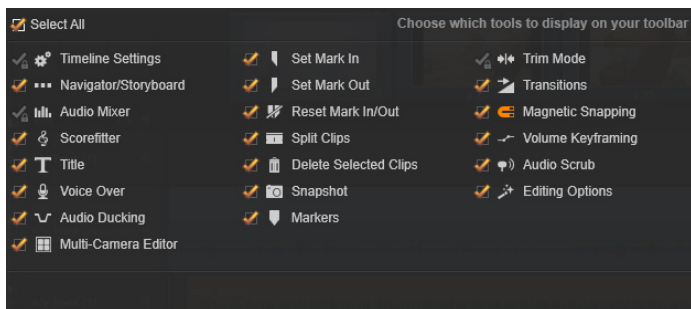 Select All
Choose which tools to display on your toolbar
Timeline Settings
Set Mark In
Trim Mode
Navigator/Storyboard
Set Mark Out
Transitions
Audio Mixer
Reset Mark In/Out
Magnetic Snapping
Scorefitter
Split Clips
Volume Keyframing
Title
Delete Selected Clips
Audio Scrub
Voice Over
Snapshot
Editing Options
Audio Ducking
Markers
Multi-Camera Editor